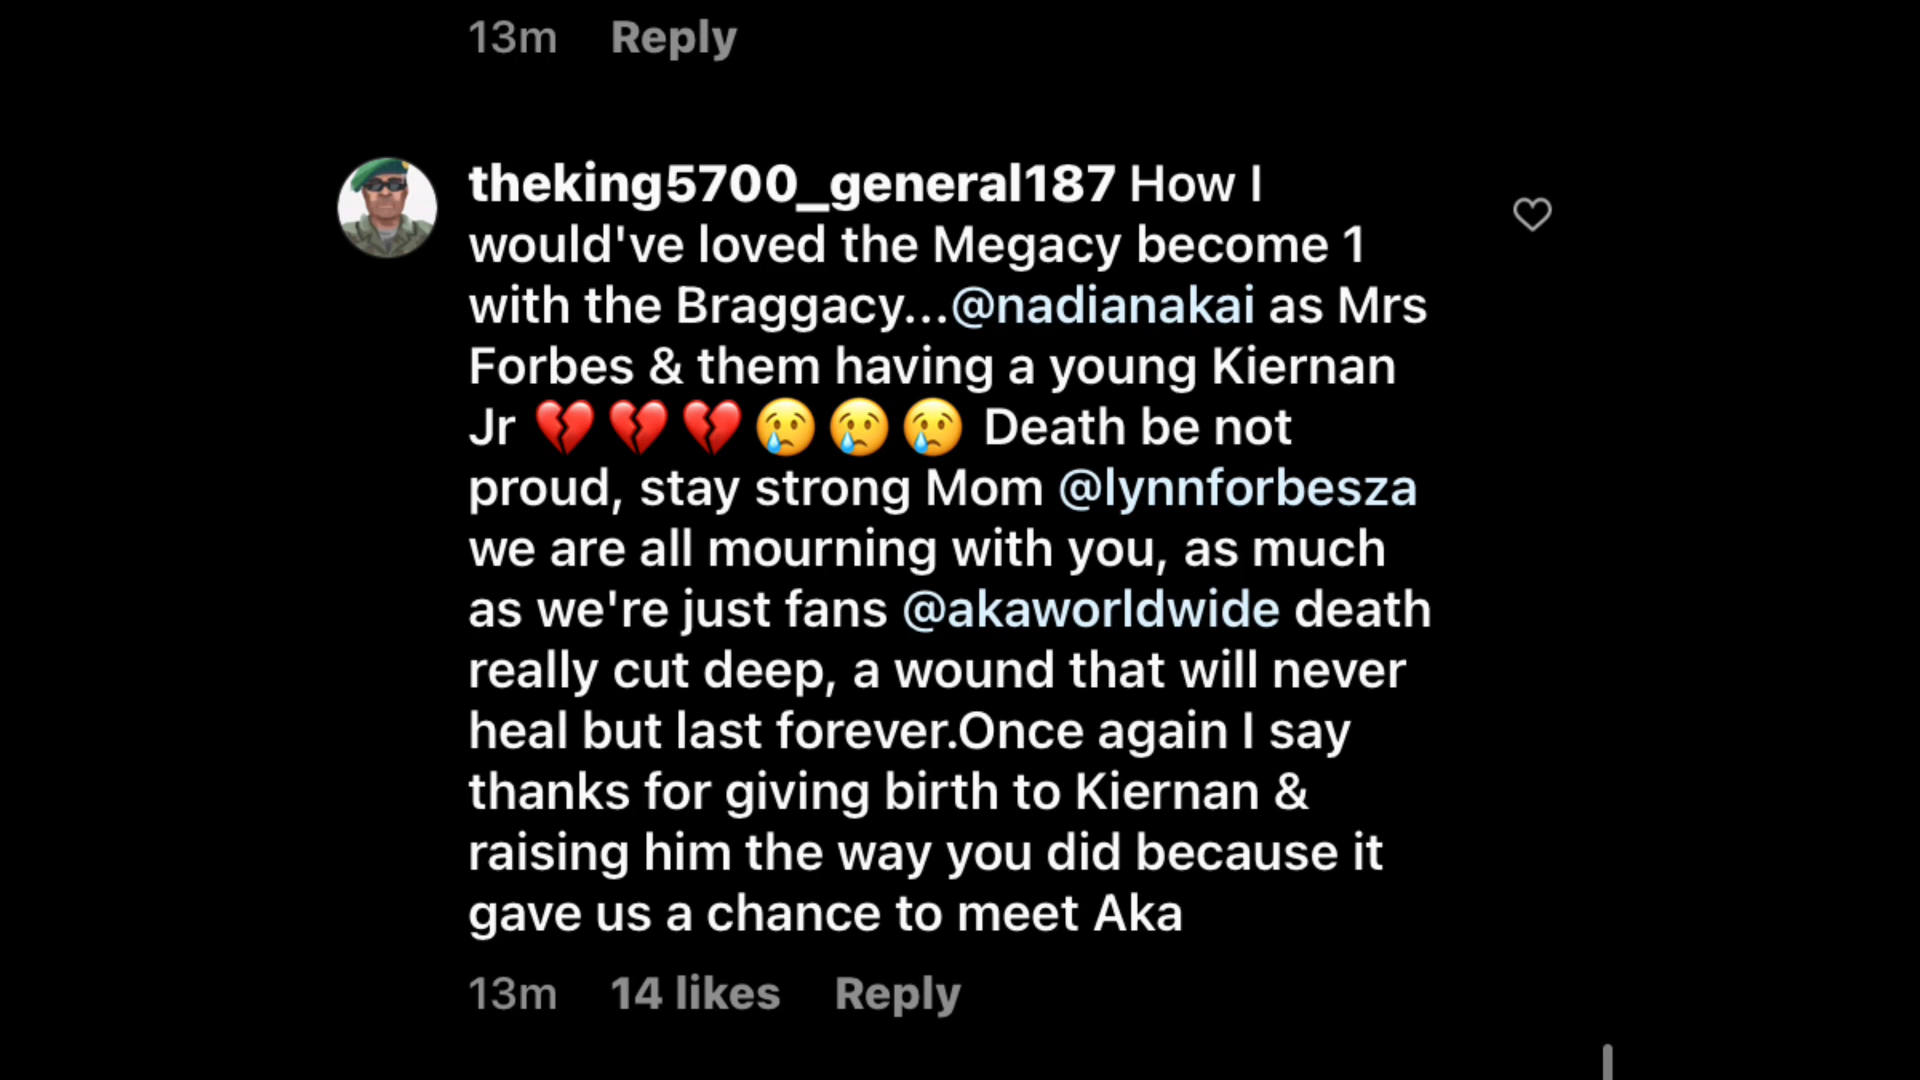 13m Reply
theking5700_general187 How I
would've loved the Megacy become 1
with the Braggacy...@nadianakai as Mrs
Forbes & them having a young Kiernan
Jr 💔💔💔😢😢😢 Death be not
proud, stay strong Mom @lynnforbesza
we are all mourning with you, as much
as we're just fans @akaworldwide death
really cut deep, a wound that will never
heal but last forever.Once again I say
thanks for giving birth to Kiernan &
raising him the way you did because it
gave us a chance to meet Aka
13m 14 likes Reply